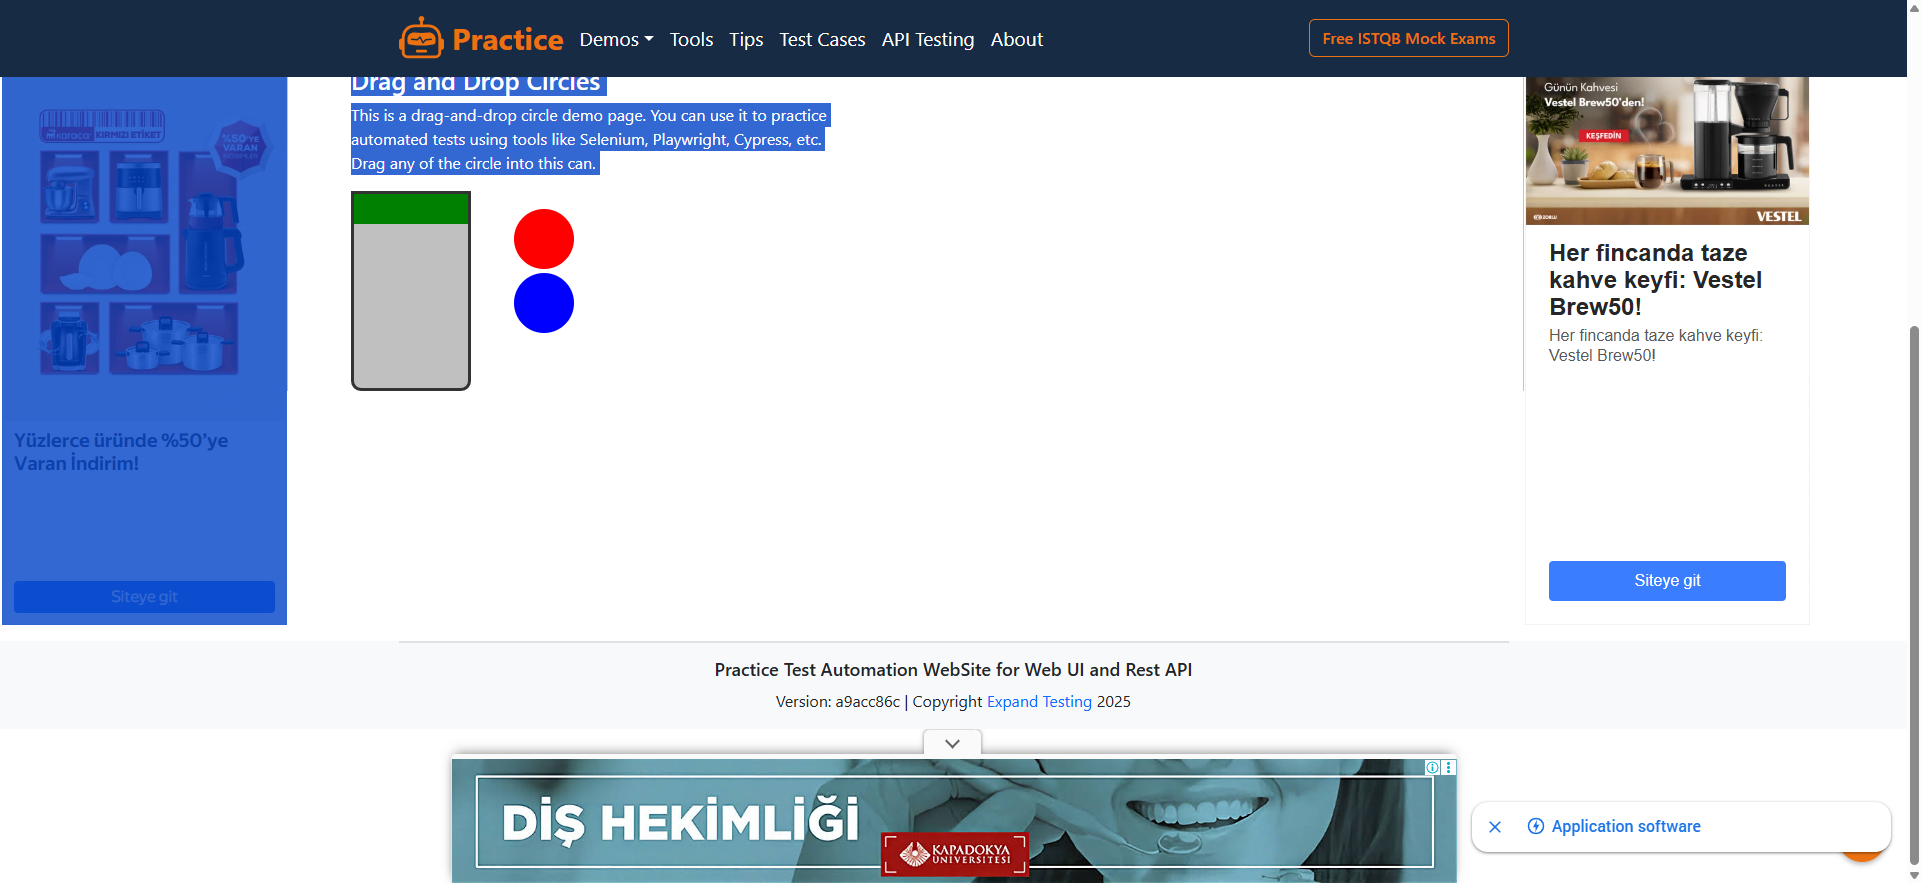 Practice
Demos
Tools
Tips
Test Cases
API Testing
About
Free ISTQB Mock Exams
Drag and Drop Circles
This is a drag-and-drop circle demo page. You can use it to practice
automated tests using tools like Selenium, Playwright, Cypress, etc.
Drag any of the circle into this can.
karaca KIRMIZI ETİKET
%50'YE
VARAN
Yüzlerce üründe %50'ye
Varan İndirim!
Siteye git
Günün Kahvesi
Vestel Brew50'den!
KEŞFEDİN
ZORLU
VESTEL
Her fincanda taze
kahve keyfi: Vestel
Brew50!
Her fincanda taze kahve keyfi:
Vestel Brew50!
Siteye git
Practice Test Automation WebSite for Web UI and Rest API
Version: a9acc86c | Copyright Expand Testing 2025
DİŞ HEKİMLİĞİ
KAPADOKYA
ÜNİVERSİTESİ
Application software